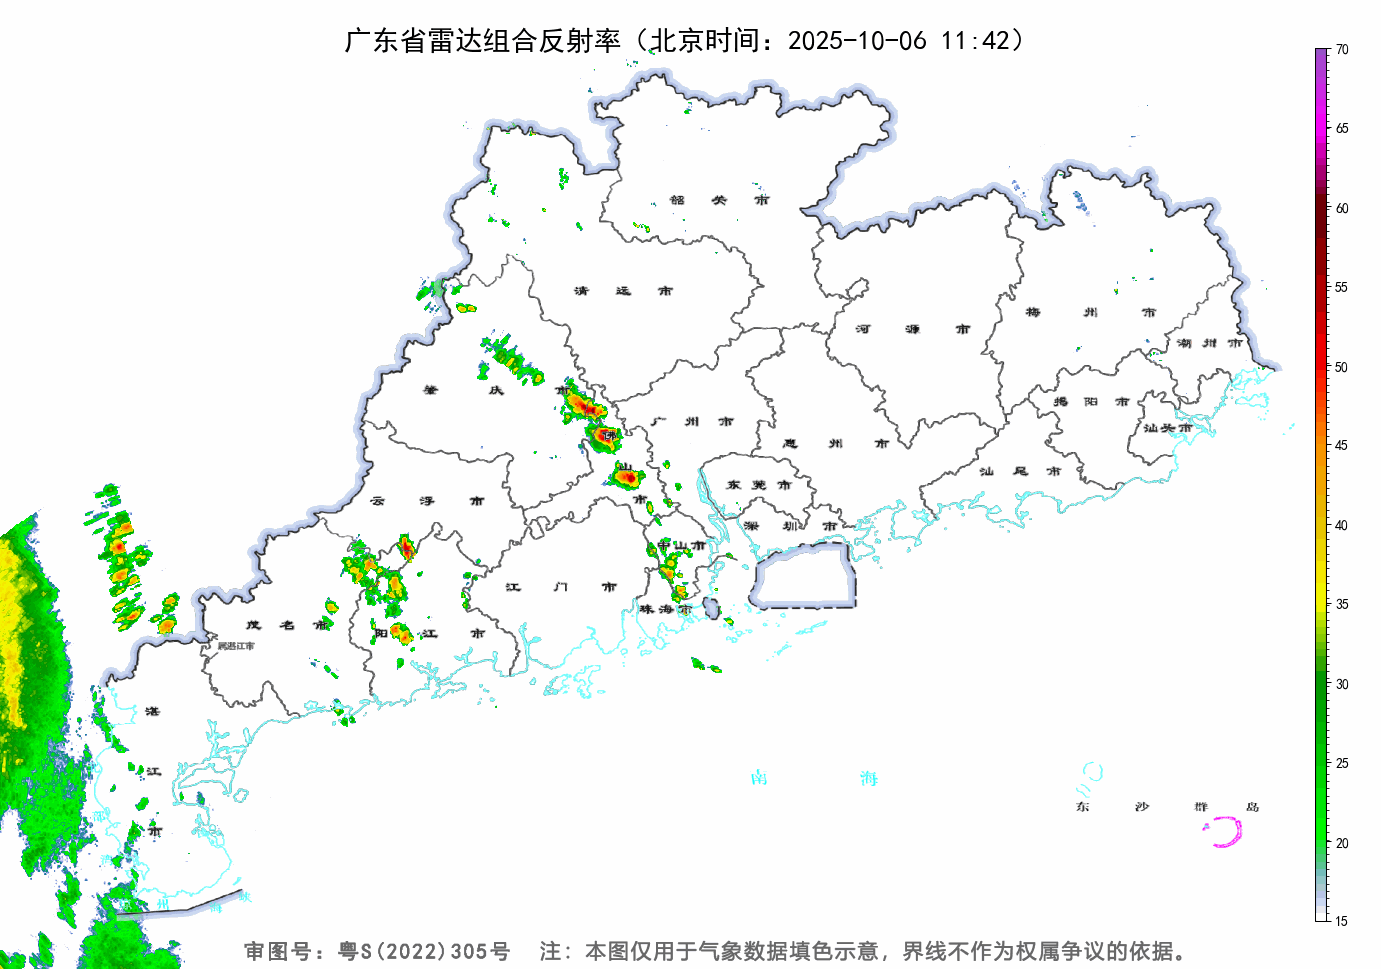 广东省雷达组合反射率（北京时间：2025-10-06 11:42）
70
65
60
55
50
45
40
35
30
25
20
15
韶关市
清远市
河源市
梅州市
潮州市
肇庆市
广州市
惠州市
揭阳市
汕头市
汕尾市
佛山市
东莞市
深圳市
云浮市
中山市
江门市
珠海市
茂名市
属湛江市
阳江市
湛江市
南海
东沙群岛
州海峡
审图号：粤S(2022)305号 注：本图仅用于气象数据填色示意，界线不作为权属争议的依据。